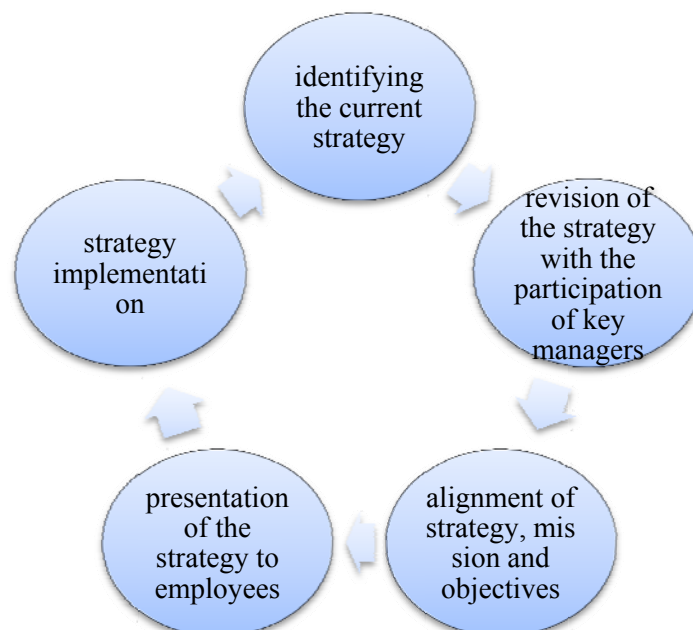 identifying
the current
strategy
revision of
the strategy
with the
participation
of key
managers
alignment of
strategy, mis
sion and
objectives
presentation
of the
strategy to
employees
strategy
implementati
on